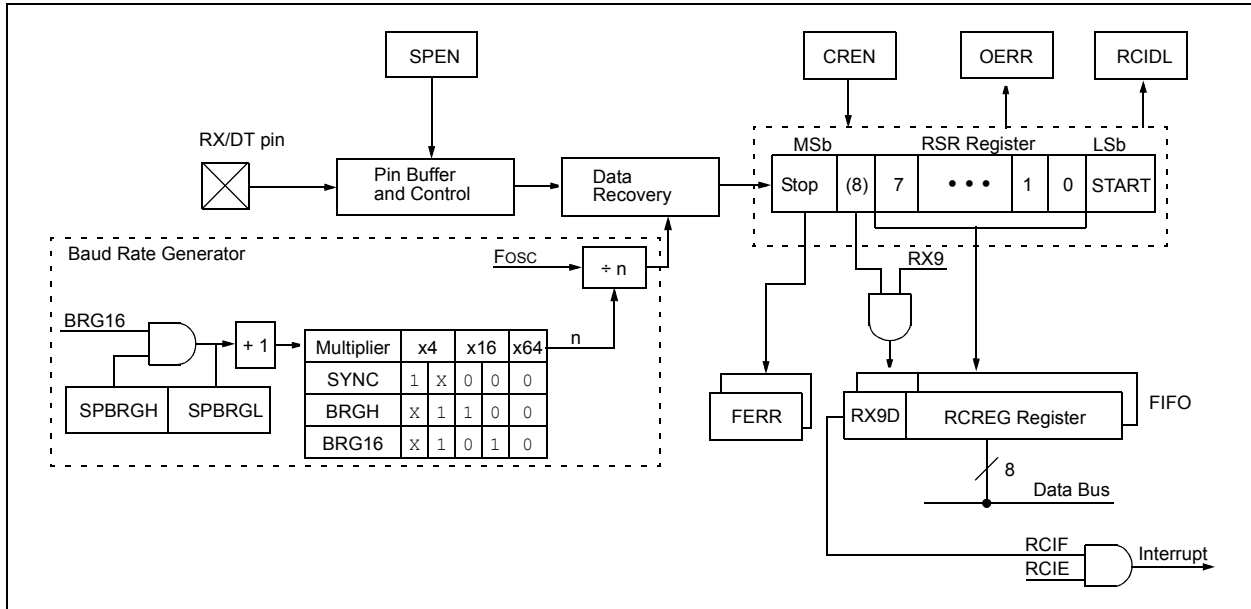 SPEN
CREN
OERR
RCIDL
RX/DT pin
Pin Buffer
and Control
Data
Recovery
MSb RSR Register LSb
Stop (8) 7 • • • 1 0 START
Baud Rate Generator
FOSC
÷ n
RX9
BRG16
+ 1
n
Multiplier x4 x16 x64
SYNC 1 X 0 0 0
BRGH X 1 1 0 0
BRG16 X 1 0 1 0
SPBRGH SPBRGL
FERR
RX9D RCREG Register
FIFO
8
Data Bus
RCIF
RCIE
Interrupt